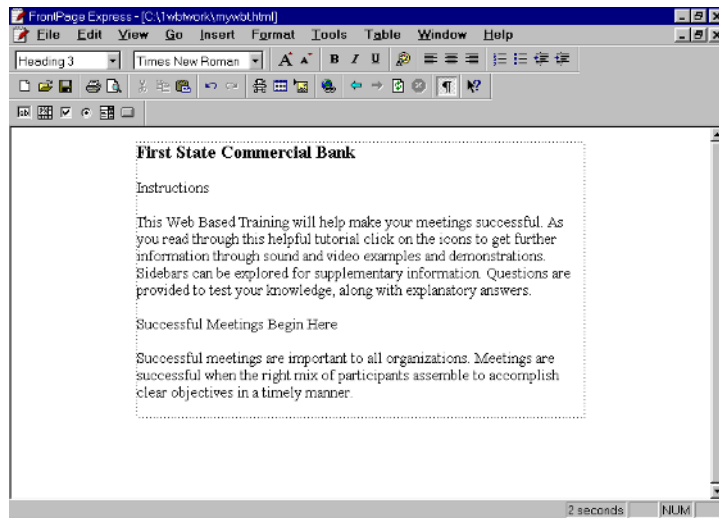 FrontPage Express - [C:\1wbtwork\mywbt.html]
File Edit View Go Insert Format Tools Table Window Help
Heading 3 Times New Roman A A B I U
First State Commercial Bank
Instructions
This Web Based Training will help make your meetings successful. As
you read through this helpful tutorial click on the icons to get further
information through sound and video examples and demonstrations.
Sidebars can be explored for supplementary information. Questions are
provided to test your knowledge, along with explanatory answers.
Successful Meetings Begin Here
Successful meetings are important to all organizations. Meetings are
successful when the right mix of participants assemble to accomplish
clear objectives in a timely manner.
2 seconds NUM